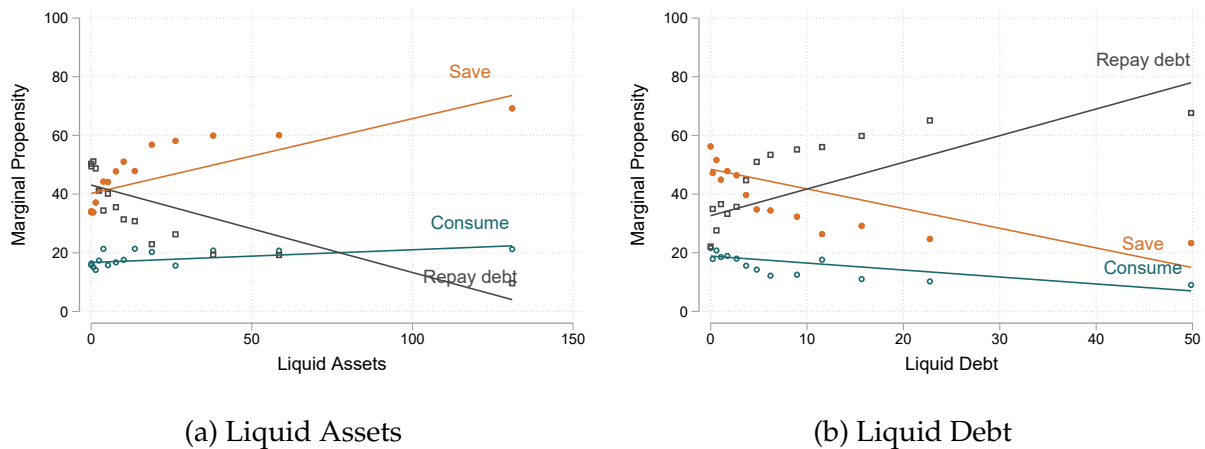 100
80
60
40
20
0
Marginal Propensity
Save
Consume
Repay debt
0 50 100 150
Liquid Assets
(a) Liquid Assets
100
80
60
40
20
0
Marginal Propensity
Repay debt
Save
Consume
0 10 20 30 40 50
Liquid Debt
(b) Liquid Debt